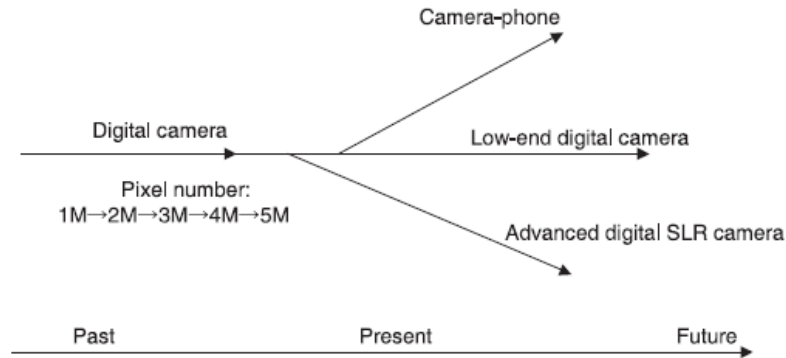 Camera-phone
Digital camera
Low-end digital camera
Pixel number:
1M→2M→3M→4M→5M
Advanced digital SLR camera
Past
Present
Future